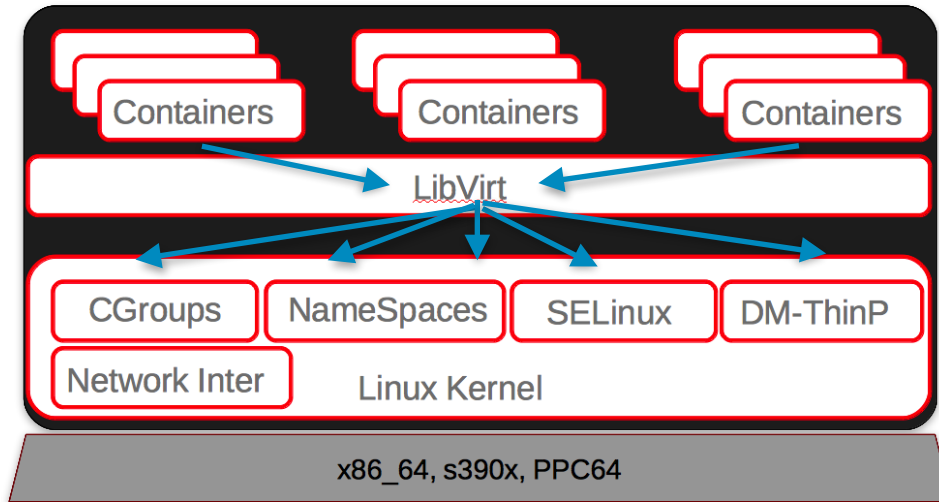 Containers
Containers
Containers
LibVirt
CGroups
NameSpaces
SELinux
DM-ThinP
Network Inter
Linux Kernel
x86_64, s390x, PPC64